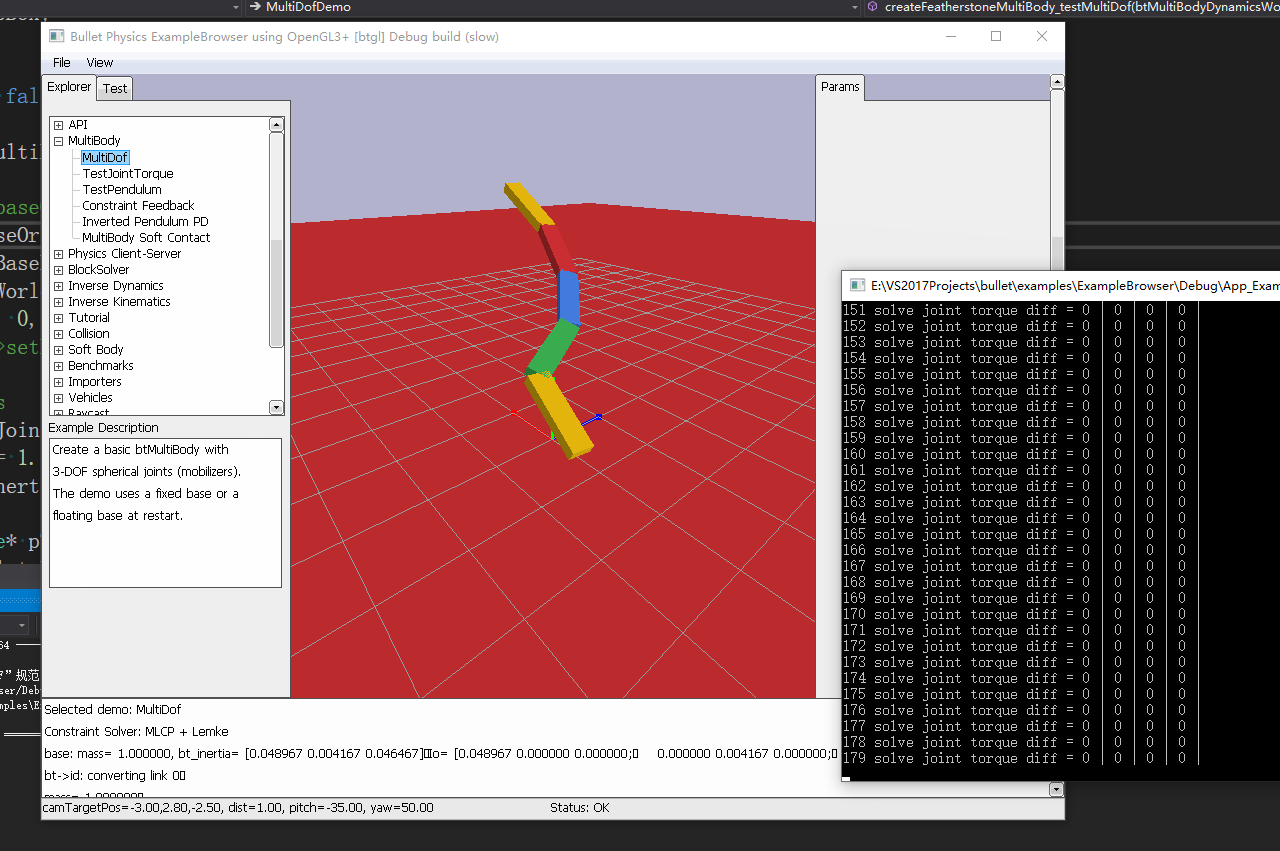 MultiDofDemo
createFeatherstoneMultiBody_testMultiDof(btMultiBodyDynamicsWo
Bullet Physics ExampleBrowser using OpenGL3+ [btgl] Debug build (slow)
File View
Explorer Test
Params
API
MultiBody
MultiDof
TestJointTorque
TestPendulum
Constraint Feedback
Inverted Pendulum PD
MultiBody Soft Contact
Physics Client-Server
BlockSolver
Inverse Dynamics
Inverse Kinematics
Tutorial
Collision
Soft Body
Benchmarks
Importers
Vehicles
Raycast
Example Description
Create a basic btMultiBody with
3-DOF spherical joints (mobilizers).
The demo uses a fixed base or a
floating base at restart.
Selected demo: MultiDof
Constraint Solver: MLCP + Lemke
base: mass= 1.000000, bt_inertia= [0.048967 0.004167 0.046467] Io= [0.048967 0.000000 0.000000; 0.000000 0.004167 0.000000;
bt->id: converting link 0
mass= 1.0000000
camTargetPos=-3.00,2.80,-2.50, dist=1.00, pitch=-35.00, yaw=50.00 Status: OK
E:\VS2017Projects\bullet\examples\ExampleBrowser\Debug\App_Exam
151 solve joint torque diff = 0 | 0 | 0 | 0 |
152 solve joint torque diff = 0 | 0 | 0 | 0 |
153 solve joint torque diff = 0 | 0 | 0 | 0 |
154 solve joint torque diff = 0 | 0 | 0 | 0 |
155 solve joint torque diff = 0 | 0 | 0 | 0 |
156 solve joint torque diff = 0 | 0 | 0 | 0 |
157 solve joint torque diff = 0 | 0 | 0 | 0 |
158 solve joint torque diff = 0 | 0 | 0 | 0 |
159 solve joint torque diff = 0 | 0 | 0 | 0 |
160 solve joint torque diff = 0 | 0 | 0 | 0 |
161 solve joint torque diff = 0 | 0 | 0 | 0 |
162 solve joint torque diff = 0 | 0 | 0 | 0 |
163 solve joint torque diff = 0 | 0 | 0 | 0 |
164 solve joint torque diff = 0 | 0 | 0 | 0 |
165 solve joint torque diff = 0 | 0 | 0 | 0 |
166 solve joint torque diff = 0 | 0 | 0 | 0 |
167 solve joint torque diff = 0 | 0 | 0 | 0 |
168 solve joint torque diff = 0 | 0 | 0 | 0 |
169 solve joint torque diff = 0 | 0 | 0 | 0 |
170 solve joint torque diff = 0 | 0 | 0 | 0 |
171 solve joint torque diff = 0 | 0 | 0 | 0 |
172 solve joint torque diff = 0 | 0 | 0 | 0 |
173 solve joint torque diff = 0 | 0 | 0 | 0 |
174 solve joint torque diff = 0 | 0 | 0 | 0 |
175 solve joint torque diff = 0 | 0 | 0 | 0 |
176 solve joint torque diff = 0 | 0 | 0 | 0 |
177 solve joint torque diff = 0 | 0 | 0 | 0 |
178 solve joint torque diff = 0 | 0 | 0 | 0 |
179 solve joint torque diff = 0 | 0 | 0 | 0 |